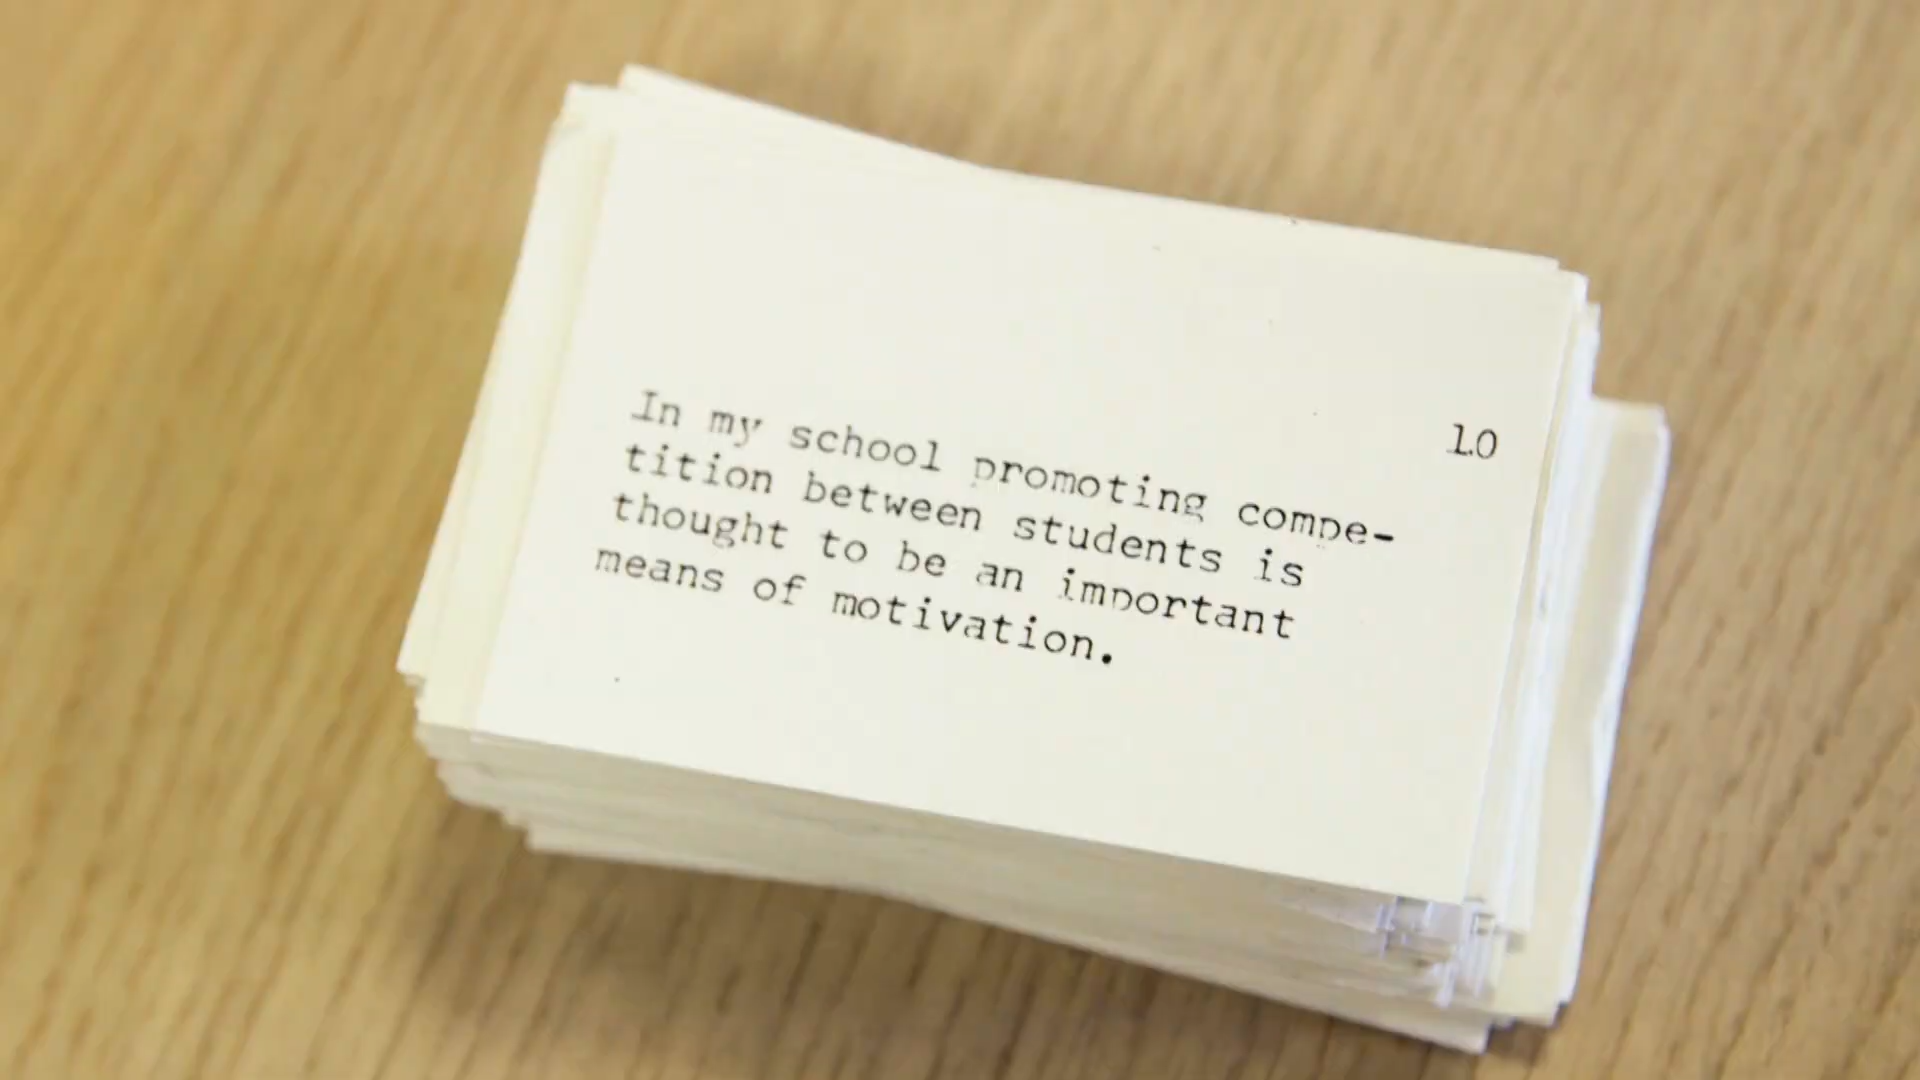 10
In my school promoting compe-
tition between students is
thought to be an important
means of motivation.